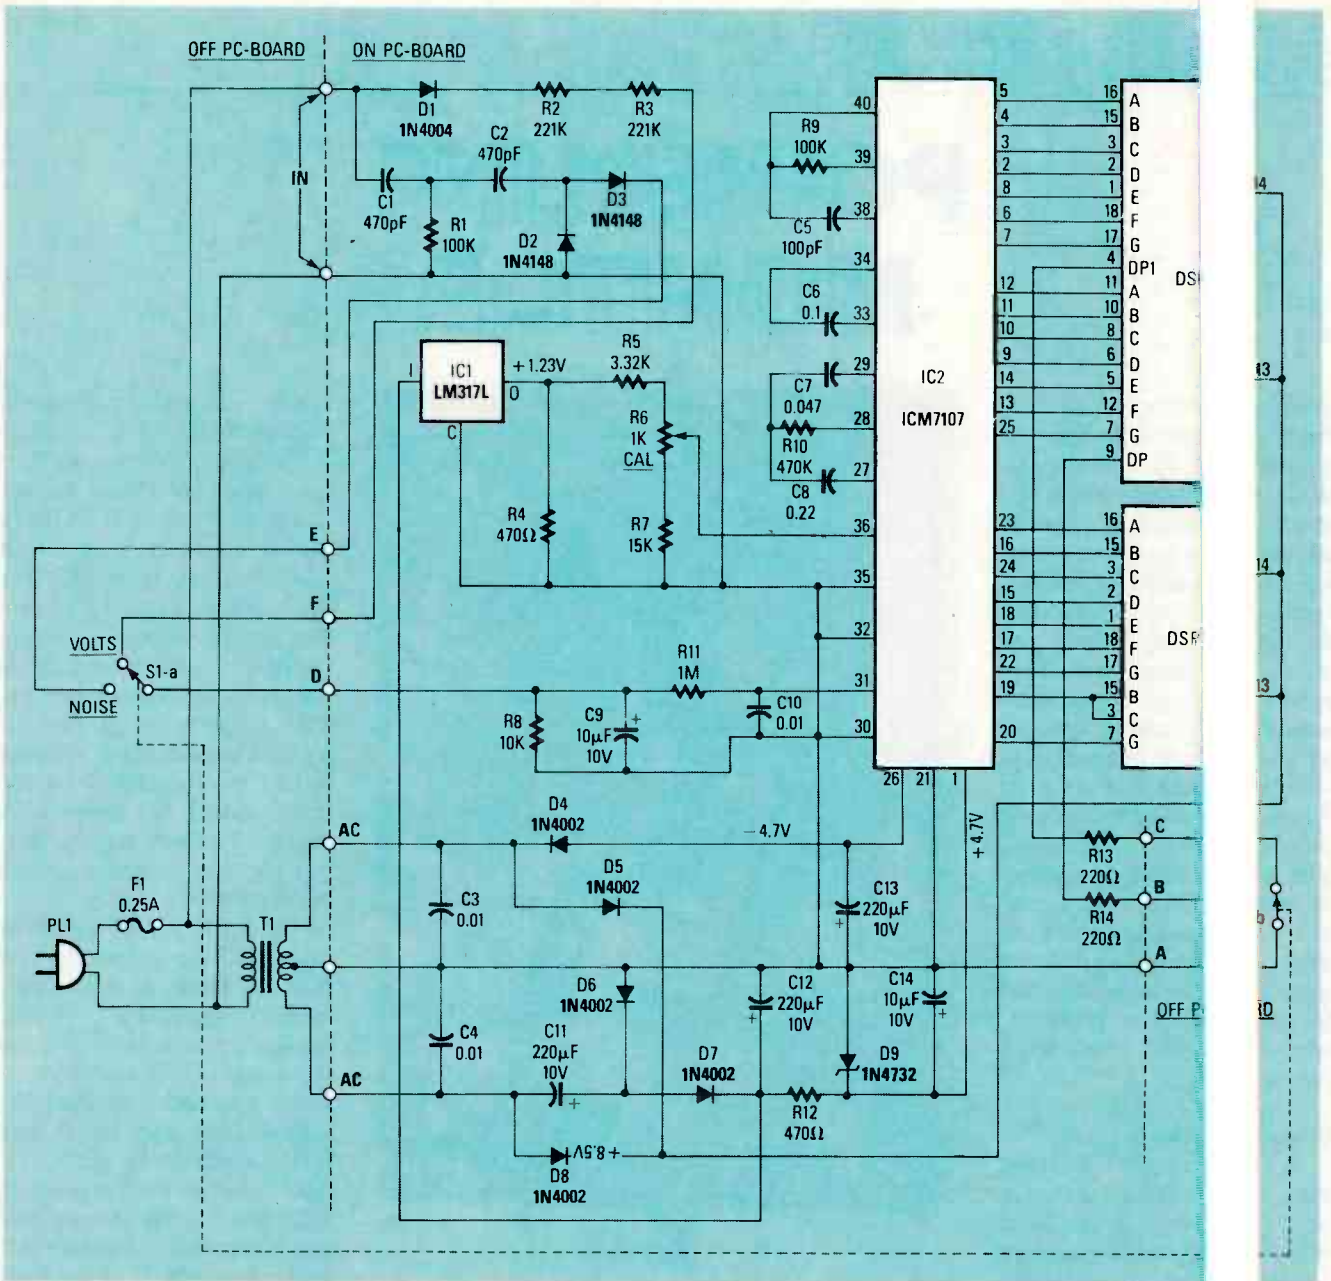 OFF PC-BOARD
ON PC-BOARD
IN
D1
1N4004
R2
221K
R3
221K
C2
470pF
C1
470pF
R1
100K
D2
1N4148
D3
1N4148
I
IC1
LM317L
O
C
+1.23V
R5
3.32K
R6
1K
CAL
R4
470Ω
R7
15K
E
F
D
VOLTS
S1-a
NOISE
R8
10K
C9
10µF
10V
+
R11
1M
C10
0.01
R9
100K
C5
100pF
C6
0.1
C7
0.047
R10
470K
C8
0.22
40
39
38
34
33
29
28
27
36
35
32
31
30
IC2
ICM7107
26
21
1
5
4
3
2
8
6
7
12
11
10
9
14
13
25
23
16
24
15
18
17
22
19
20
16 A
15 B
3 C
2 D
1 E
18 F
17 G
4 DP1
11 A
10 B
8 C
6 D
5 E
12 F
7 G
9 DP
DS
16 A
15 B
3 C
2 D
1 E
18 F
17 G
15 B
3 C
7 G
DSP
14
13
14
13
AC
D4
1N4002
−4.7V
+4.7V
D5
1N4002
C3
0.01
C13
220µF
10V
+
F1
0.25A
PL1
T1
D6
1N4002
C12
220µF
10V
+
C14
10µF
10V
+
C4
0.01
C11
220µF
10V
+
D7
1N4002
D9
1N4732
R12
470Ω
AC
+8.5V
D8
1N4002
R13
220Ω
R14
220Ω
C
B
A
b
OFF P
RD